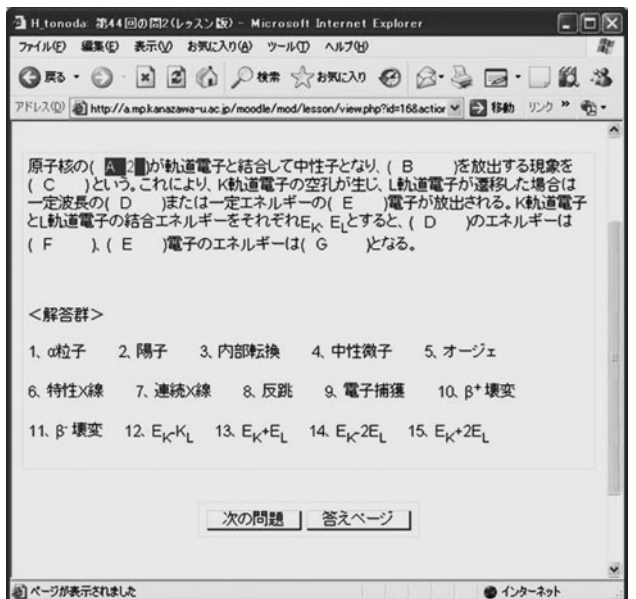 H_tonoda: 第44回の問2(レッスン版) - Microsoft Internet Explorer
ファイル(F) 編集(E) 表示(V) お気に入り(A) ツール(T) ヘルプ(H)
戻る 検索 お気に入り
アドレス(D) http://a.mp.kanazawa-u.ac.jp/moodle/mod/lesson/view.php?id=16&action 移動 リンク »
原子核の( A 2 )が軌道電子と結合して中性子となり、( B )を放出する現象を
( C )という。これにより、K軌道電子の空孔が生じ、L軌道電子が遷移した場合は
一定波長の( D )または一定エネルギーの( E )電子が放出される。K軌道電子
とL軌道電子の結合エネルギーをそれぞれEK、ELとすると、( D )のエネルギーは
( F )、( E )電子のエネルギーは( G )となる。
<解答群>
1、α粒子 2、陽子 3、内部転換 4、中性微子 5、オージェ
6、特性X線 7、連続X線 8、反跳 9、電子捕獲 10、β+ 壊変
11、β- 壊変 12、EK-KL 13、EK+EL 14、EK-2EL 15、EK+2EL
次の問題 答えページ
ページが表示されました インターネット